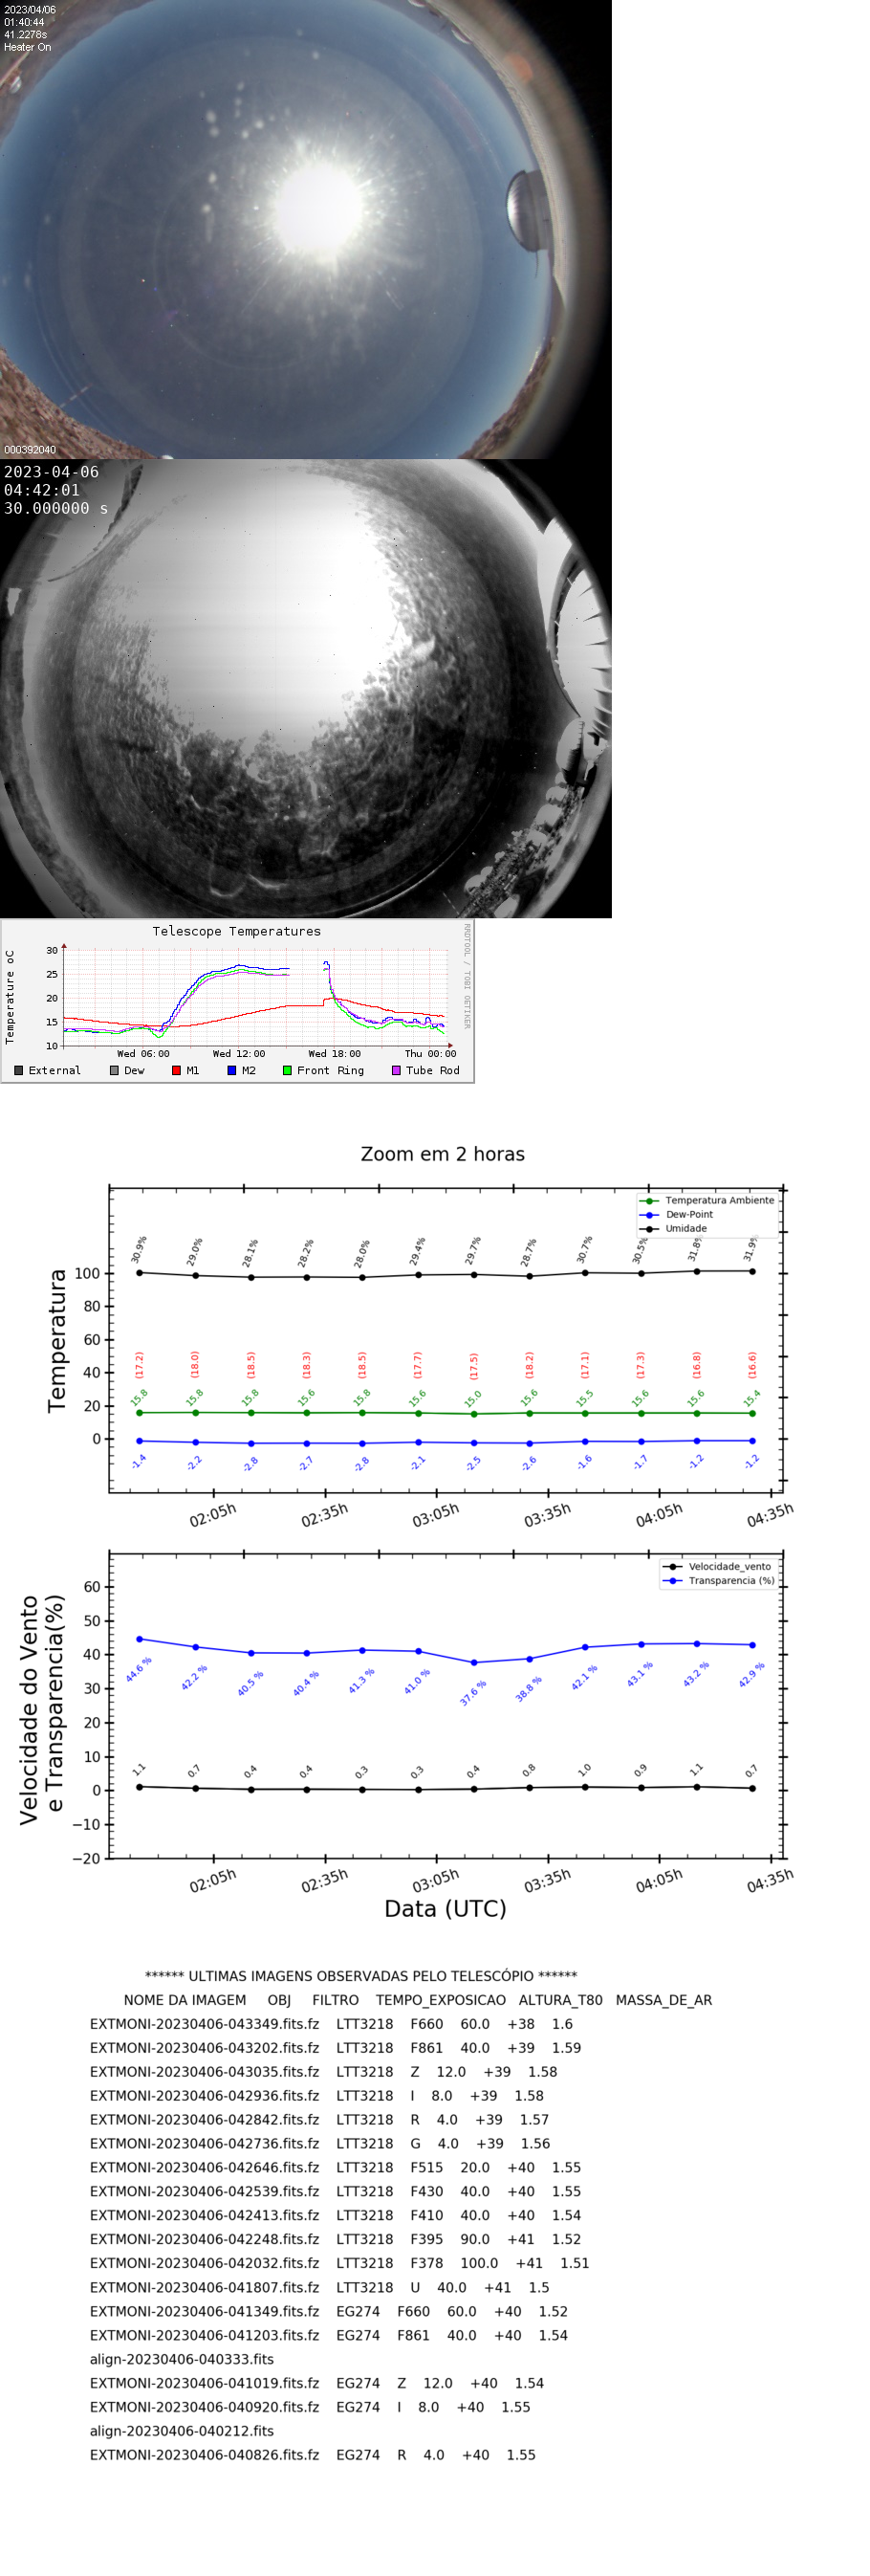 2023/04/06
01:40:44
41.2278s
Heater On
000392040
2023-04-06
04:42:01
30.000000 s
Telescope Temperatures
RRDTOOL / TOBI OETIKER
Temperature oC
30
25
20
15
10
Wed 06:00 Wed 12:00 Wed 18:00 Thu 00:00
External Dew M1 M2 Front Ring Tube Rod
Zoom em 2 horas
Temperatura Ambiente
Dew-Point
Umidade
Temperatura
100
80
60
40
20
0
30.9% 29.0% 28.1% 28.2% 28.0% 29.4% 29.7% 28.7% 30.7% 30.5% 31.8% 31.9%
(17.2) (18.0) (18.5) (18.3) (18.5) (17.7) (17.5) (18.2) (17.1) (17.3) (16.8) (16.6)
15.8 15.8 15.8 15.6 15.8 15.6 15.0 15.6 15.5 15.6 15.6 15.4
-1.4 -2.2 -2.8 -2.7 -2.8 -2.1 -2.5 -2.6 -1.6 -1.7 -1.2 -1.2
02:05h 02:35h 03:05h 03:35h 04:05h 04:35h
Velocidade_vento
Transparencia (%)
Velocidade do Vento
e Transparencia(%)
60
50
40
30
20
10
0
−10
−20
44.6 % 42.2 % 40.5 % 40.4 % 41.3 % 41.0 % 37.6 % 38.8 % 42.1 % 43.1 % 43.2 % 42.9 %
1.1 0.7 0.4 0.4 0.3 0.3 0.4 0.8 1.0 0.9 1.1 0.7
02:05h 02:35h 03:05h 03:35h 04:05h 04:35h
Data (UTC)
****** ULTIMAS IMAGENS OBSERVADAS PELO TELESCÓPIO ******
NOME DA IMAGEM OBJ FILTRO TEMPO_EXPOSICAO ALTURA_T80 MASSA_DE_AR
EXTMONI-20230406-043349.fits.fz LTT3218 F660 60.0 +38 1.6
EXTMONI-20230406-043202.fits.fz LTT3218 F861 40.0 +39 1.59
EXTMONI-20230406-043035.fits.fz LTT3218 Z 12.0 +39 1.58
EXTMONI-20230406-042936.fits.fz LTT3218 I 8.0 +39 1.58
EXTMONI-20230406-042842.fits.fz LTT3218 R 4.0 +39 1.57
EXTMONI-20230406-042736.fits.fz LTT3218 G 4.0 +39 1.56
EXTMONI-20230406-042646.fits.fz LTT3218 F515 20.0 +40 1.55
EXTMONI-20230406-042539.fits.fz LTT3218 F430 40.0 +40 1.55
EXTMONI-20230406-042413.fits.fz LTT3218 F410 40.0 +40 1.54
EXTMONI-20230406-042248.fits.fz LTT3218 F395 90.0 +41 1.52
EXTMONI-20230406-042032.fits.fz LTT3218 F378 100.0 +41 1.51
EXTMONI-20230406-041807.fits.fz LTT3218 U 40.0 +41 1.5
EXTMONI-20230406-041349.fits.fz EG274 F660 60.0 +40 1.52
EXTMONI-20230406-041203.fits.fz EG274 F861 40.0 +40 1.54
align-20230406-040333.fits
EXTMONI-20230406-041019.fits.fz EG274 Z 12.0 +40 1.54
EXTMONI-20230406-040920.fits.fz EG274 I 8.0 +40 1.55
align-20230406-040212.fits
EXTMONI-20230406-040826.fits.fz EG274 R 4.0 +40 1.55